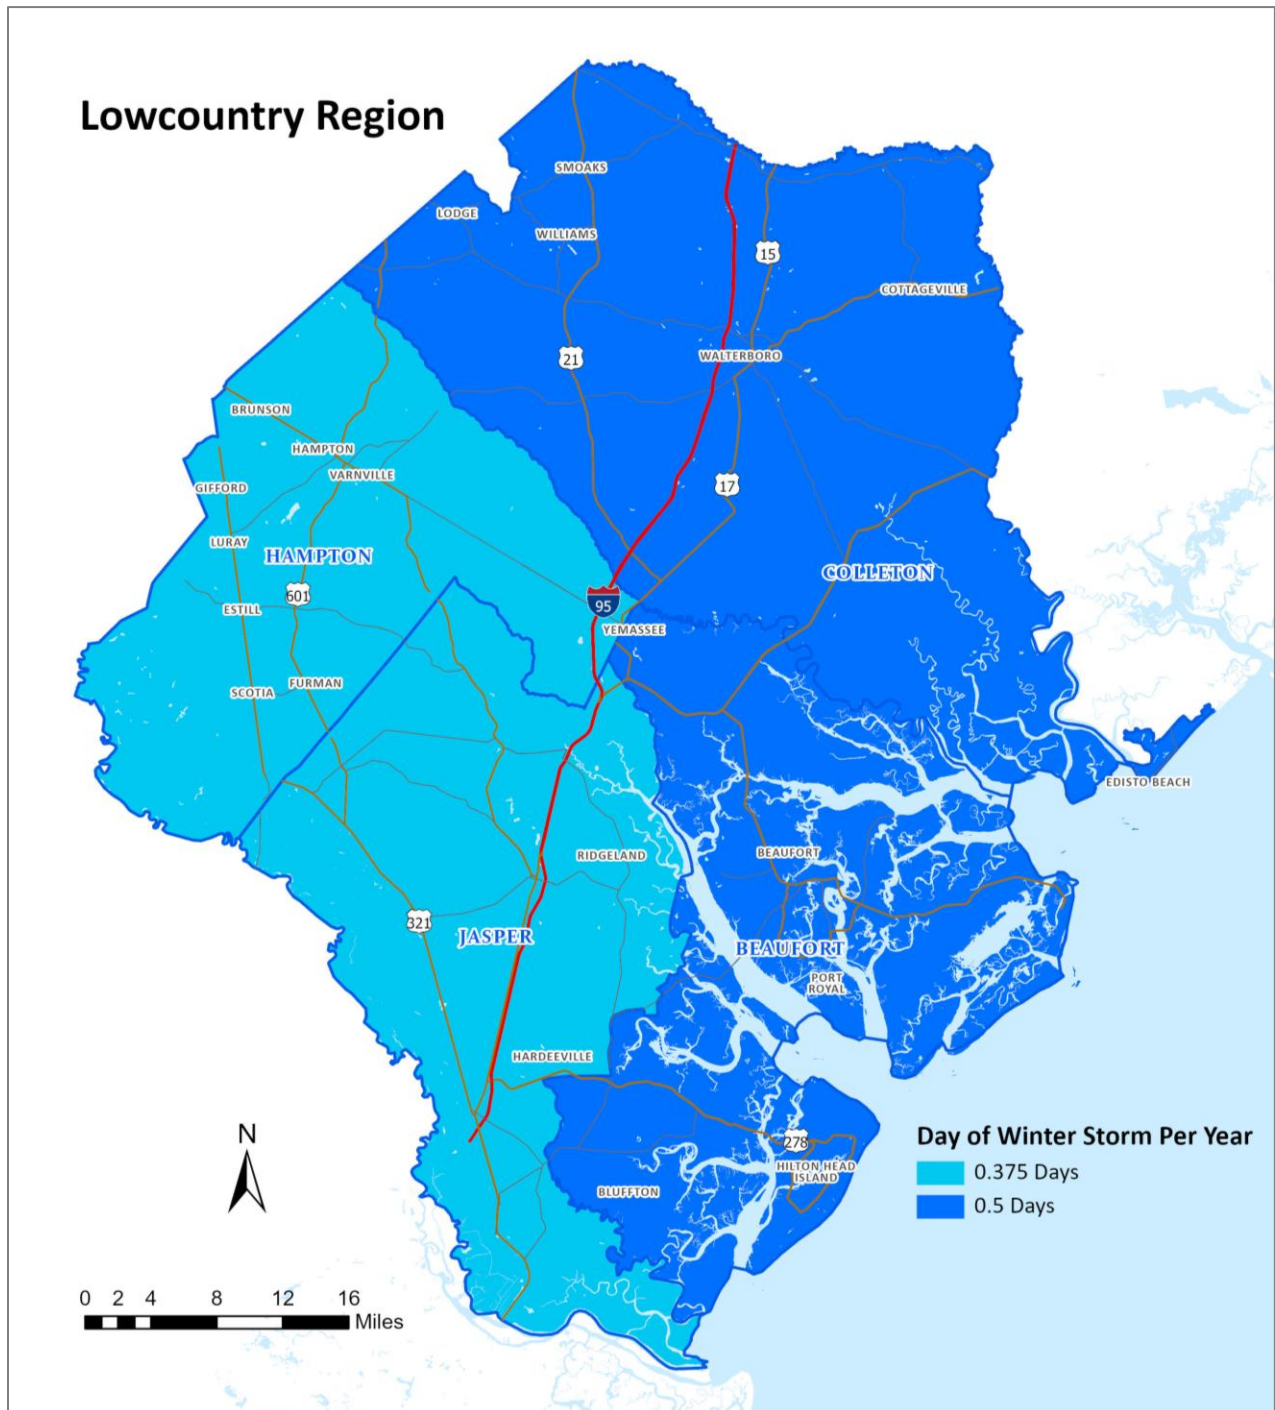 Lowcountry Region
SMOAKS
LODGE
WILLIAMS
15
COTTAGEVILLE
21
WALTERBORO
BRUNSON
HAMPTON
VARNVILLE
GIFFORD
17
LURAY
HAMPTON
COLLETON
601
95
ESTILL
YEMASSEE
SCOTIA
FURMAN
EDISTO BEACH
RIDGELAND
BEAUFORT
321
JASPER
BEAUFORT
PORT
ROYAL
HARDEEVILLE
N
Day of Winter Storm Per Year
278
HILTON HEAD
ISLAND
0.375 Days
BLUFFTON
0.5 Days
0 2 4 8 12 16
Miles